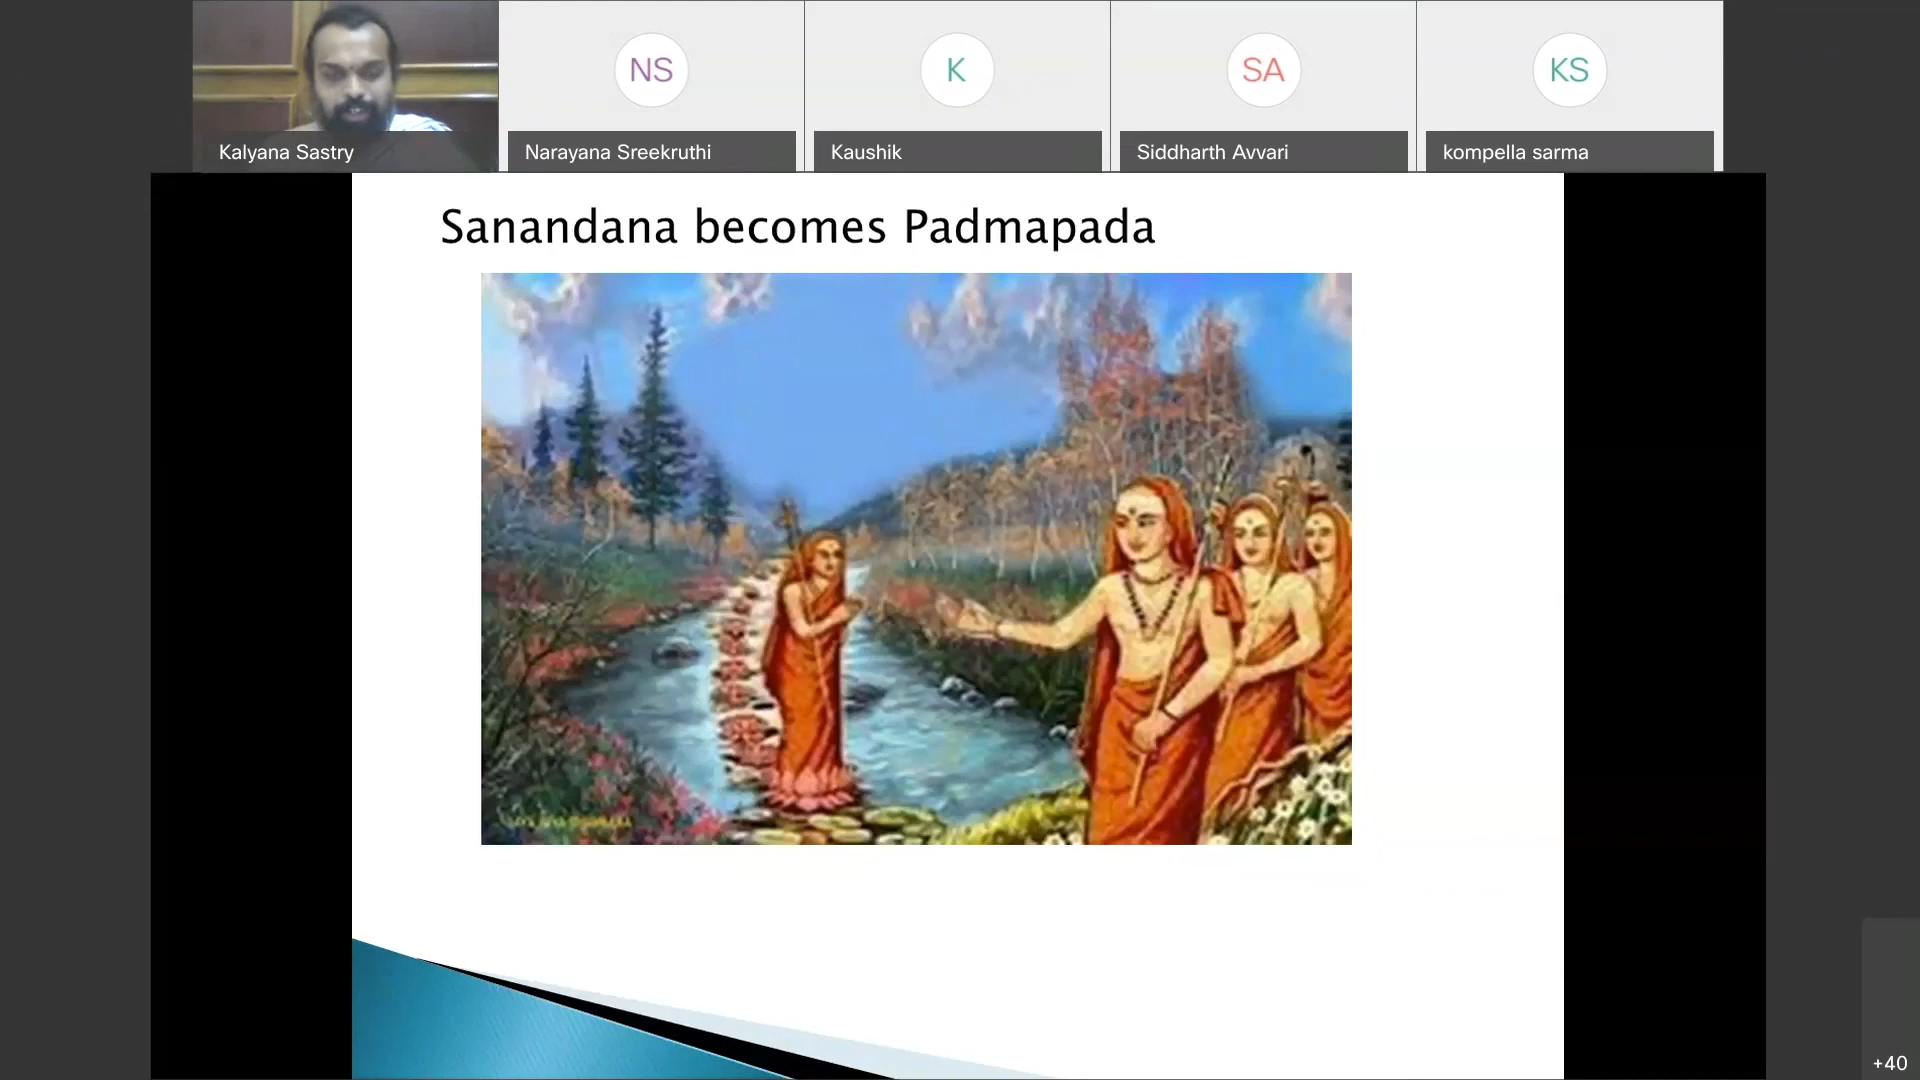 NS
K
SA
KS
Kalyana Sastry
Narayana Sreekruthi
Kaushik
Siddharth Avvari
kompella sarma
Sanandana becomes Padmapada
+40